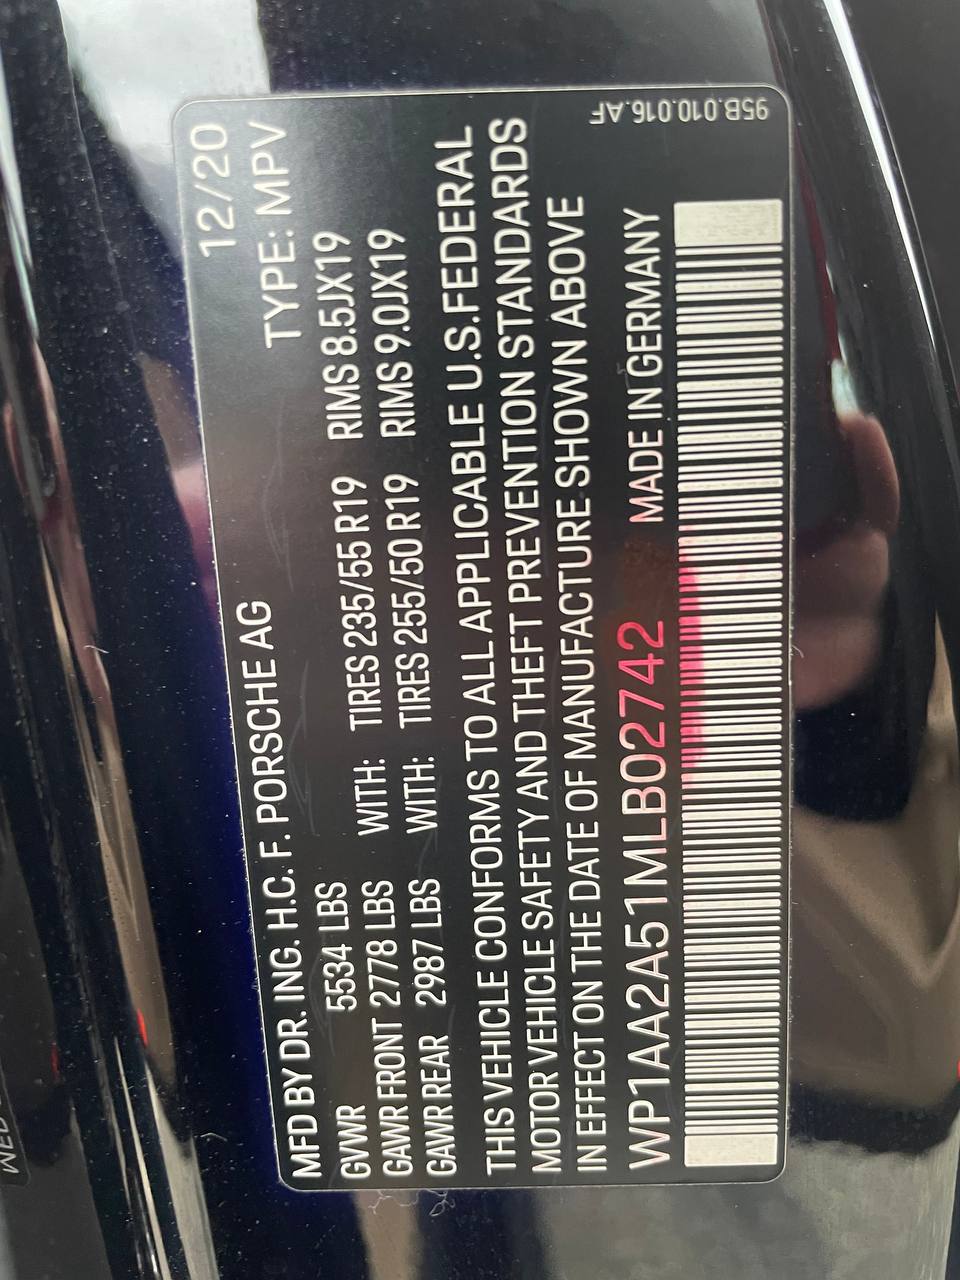 12/20
MFD BY DR. ING. H.C. F. PORSCHE AG TYPE: MPV
GVWR 5534 LBS WITH: TIRES 235/55 R19 RIMS 8.5JX19
GAWR FRONT 2778 LBS WITH: TIRES 255/50 R19 RIMS 9.0JX19
GAWR REAR 2987 LBS
THIS VEHICLE CONFORMS TO ALL APPLICABLE U.S.FEDERAL
MOTOR VEHICLE SAFETY AND THEFT PREVENTION STANDARDS
IN EFFECT ON THE DATE OF MANUFACTURE SHOWN ABOVE
WP1AA2A51MLB02742 MADE IN GERMANY
95B.010.016.AF